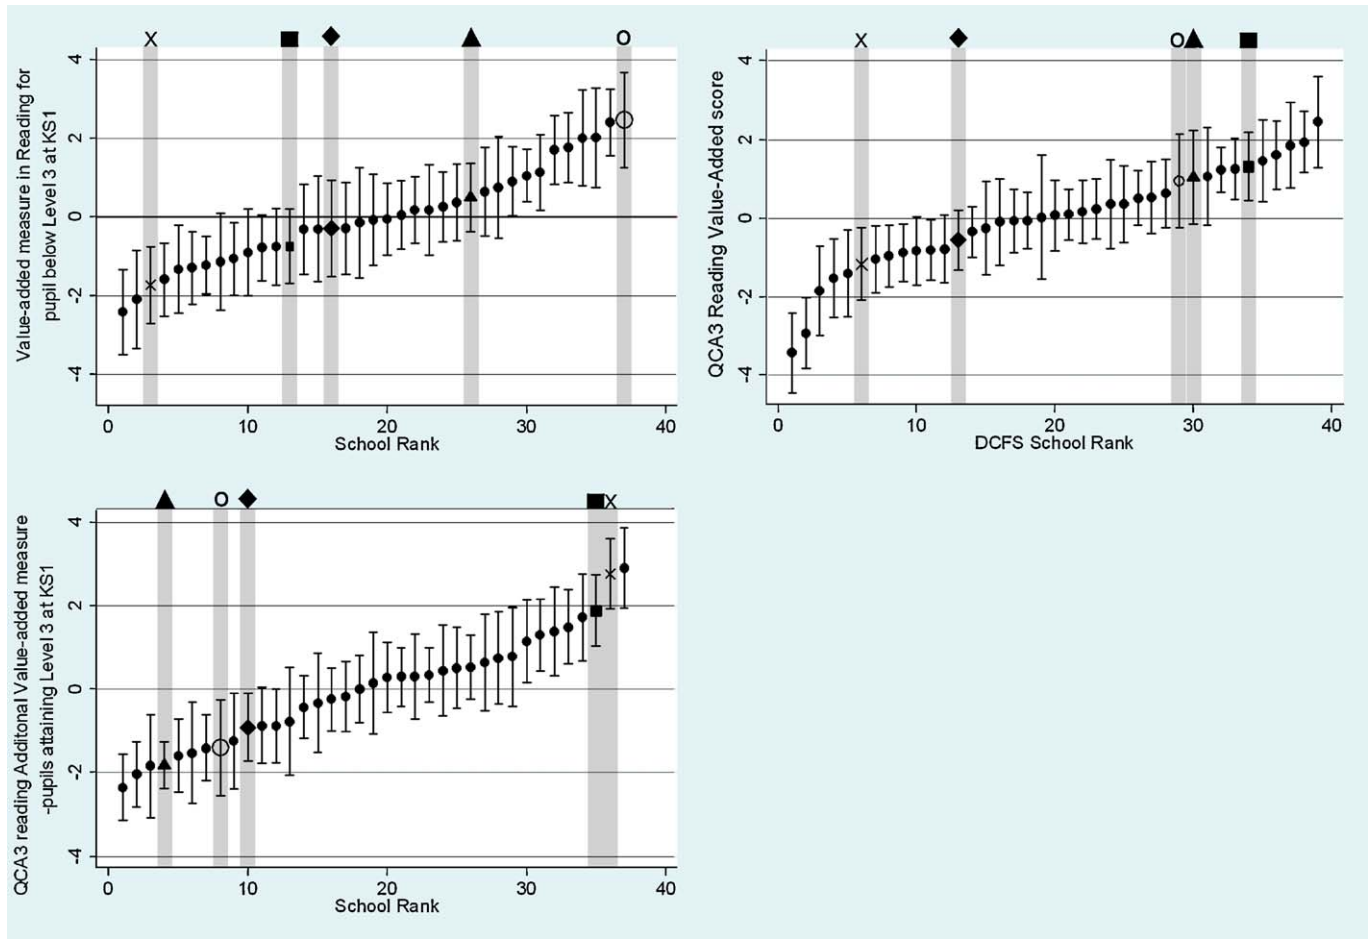 X
O
Value-added measure in Reading for
pupil below Level 3 at KS1
4
2
0
-2
-4
0 10 20 30 40
School Rank
X
O
QCA3 Reading Value-Added score
4
2
0
-2
-4
0 10 20 30 40
DCFS School Rank
O
X
QCA3 reading Additonal Value-added measure
-pupils attaining Level 3 at KS1
4
2
0
-2
-4
0 10 20 30 40
School Rank